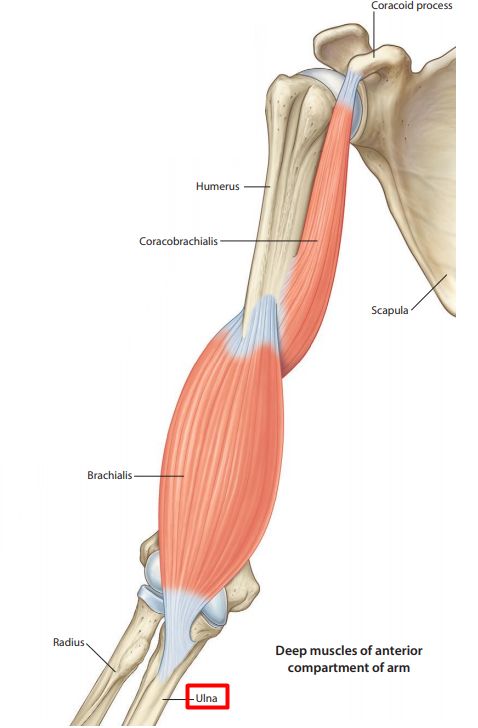 Coracoid process
Humerus
Coracobrachialis
Scapula
Brachialis
Radius
Deep muscles of anterior
compartment of arm
Ulna